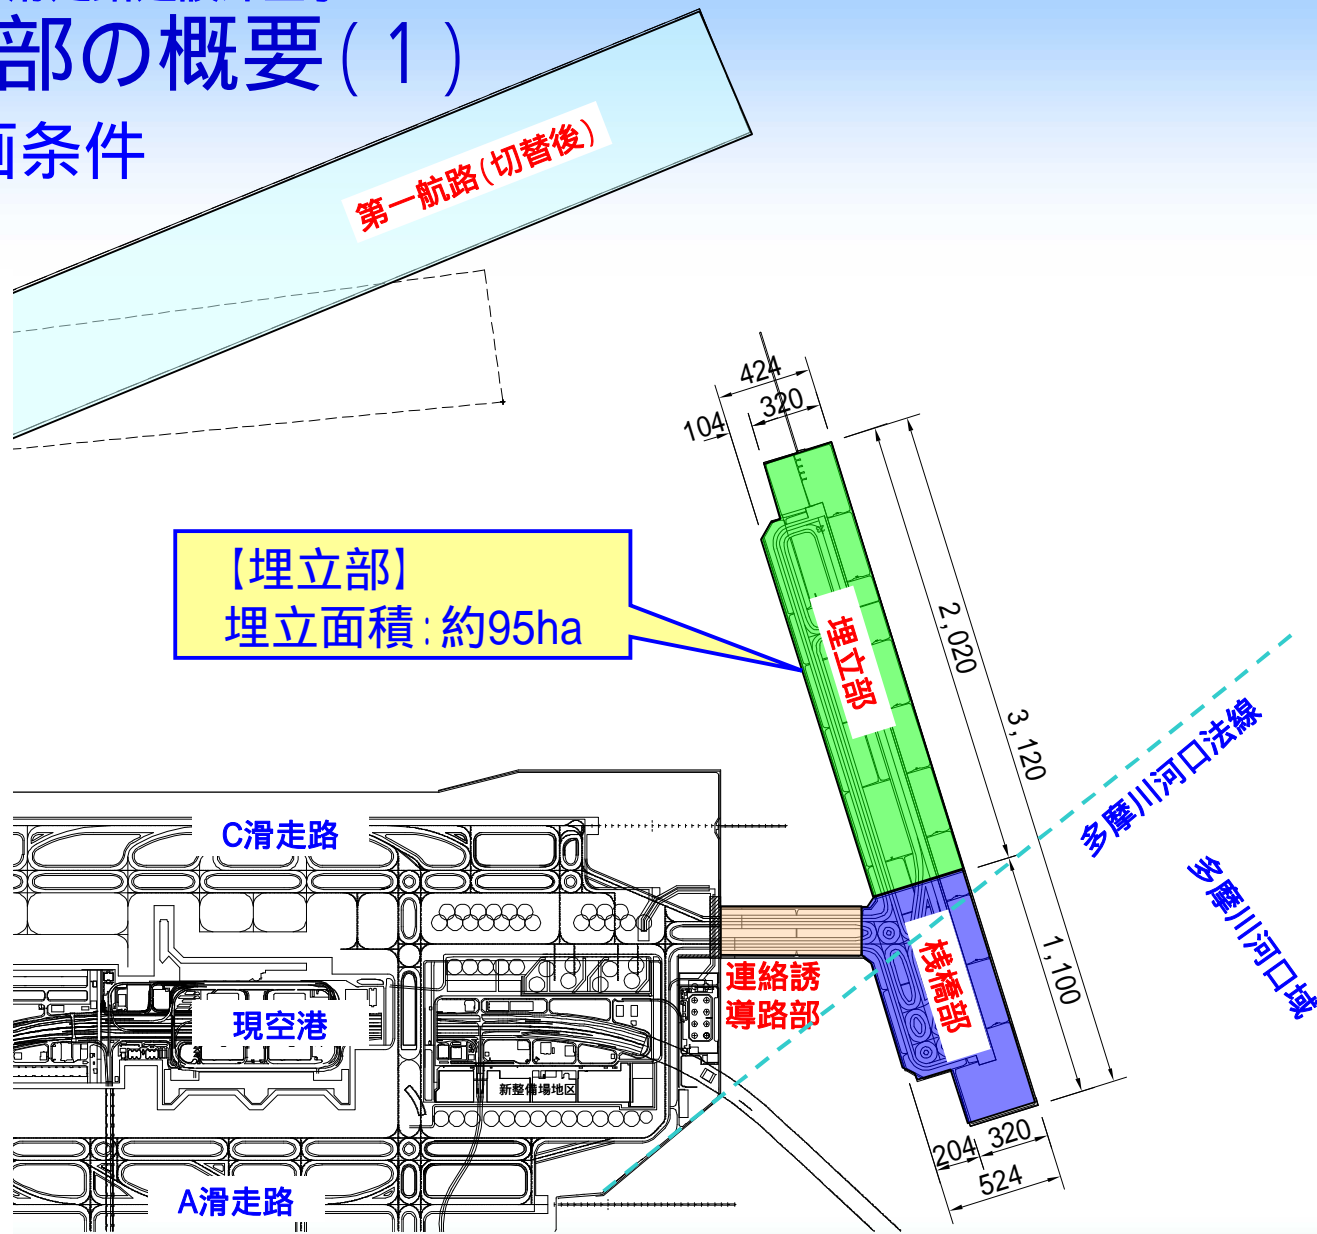 部の概要(1)
条件
第一航路(切替後)
424
320
104
【埋立部】
埋立面積:約95ha
埋立部
2,020
3,120
多摩川河口法線
多摩川河口域
C滑走路
連絡誘
導路部
桟橋部
1,100
現空港
新整備場地区
A滑走路
204
320
524